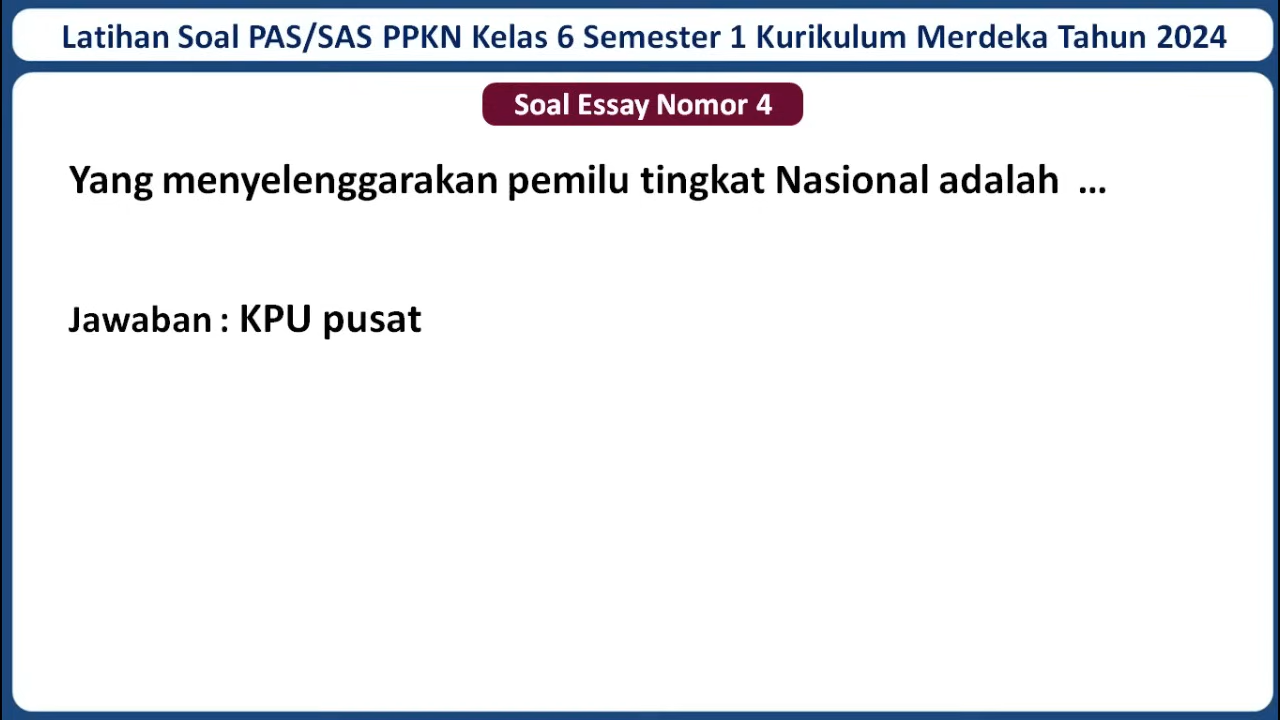 Latihan Soal PAS/SAS PPKN Kelas 6 Semester 1 Kurikulum Merdeka Tahun 2024
Soal Essay Nomor 4
Yang menyelenggarakan pemilu tingkat Nasional adalah ...
Jawaban : KPU pusat